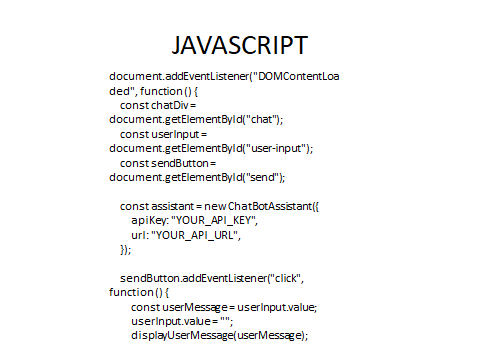 JAVASCRIPT
document.addEventListener("DOMContentLoa
ded", function () {
const chatDiv =
document.getElementById("chat");
const userInput =
document.getElementById("user-input");
const sendButton =
document.getElementById("send");
const assistant = new ChatBotAssistant({
apiKey: "YOUR_API_KEY",
url: "YOUR_API_URL",
});
sendButton.addEventListener("click",
function () {
const userMessage = userInput.value;
userInput.value = "";
displayUserMessage(userMessage);